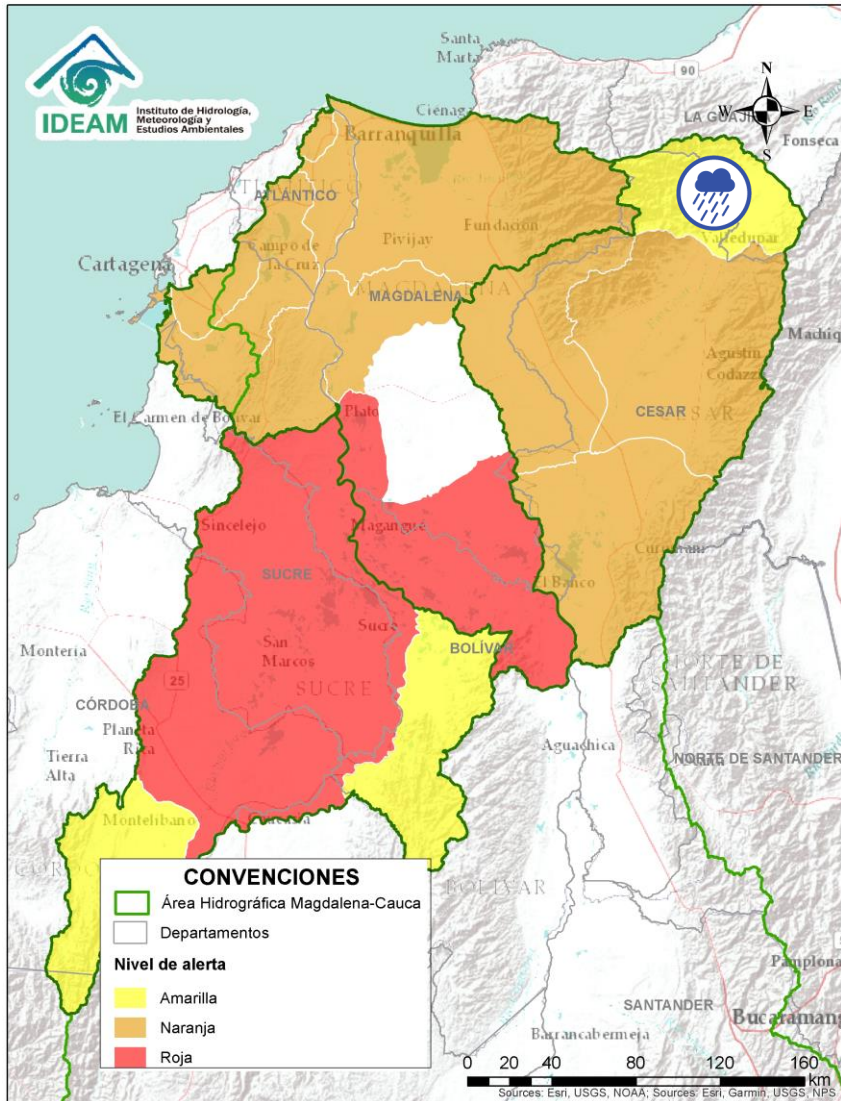 Santa
Marta
90
N
W E
S
IDEAM
Instituto de Hidrología,
Meteorología y
Estudios Ambientales
Ciénaga
LA GUAJIRA
Fonseca
Barranquilla
ATLÁNTICO
Fundación
Pivijay
Campo de
la Cruz
Valledupar
Cartagena
MAGDALENA
MAGDALENA
Agustín
Codazzi
El Carmen de Bolívar
Plato
CESAR
CESAR
Sincelejo
Magangué
SUCRE
El Banco
Sucre
San
Marcos
BOLÍVAR
Montería
25
SUCRE
NORTE DE
SANTANDER
CÓRDOBA
Planeta
Rica
Tierra
Alta
Aguachica
NORTE DE SANTANDER
Montelíbano
CONVENCIONES
Área Hidrográfica Magdalena-Cauca
Departamentos
Nivel de alerta
Amarilla
Naranja
Roja
BOLÍVAR
Pamplona
SANTANDER
Bucaramang
Barrancabermeja
0 20 40 80 120 160
km
Sources: Esri, USGS, NOAA; Sources: Esri, Garmin, USGS, NPS